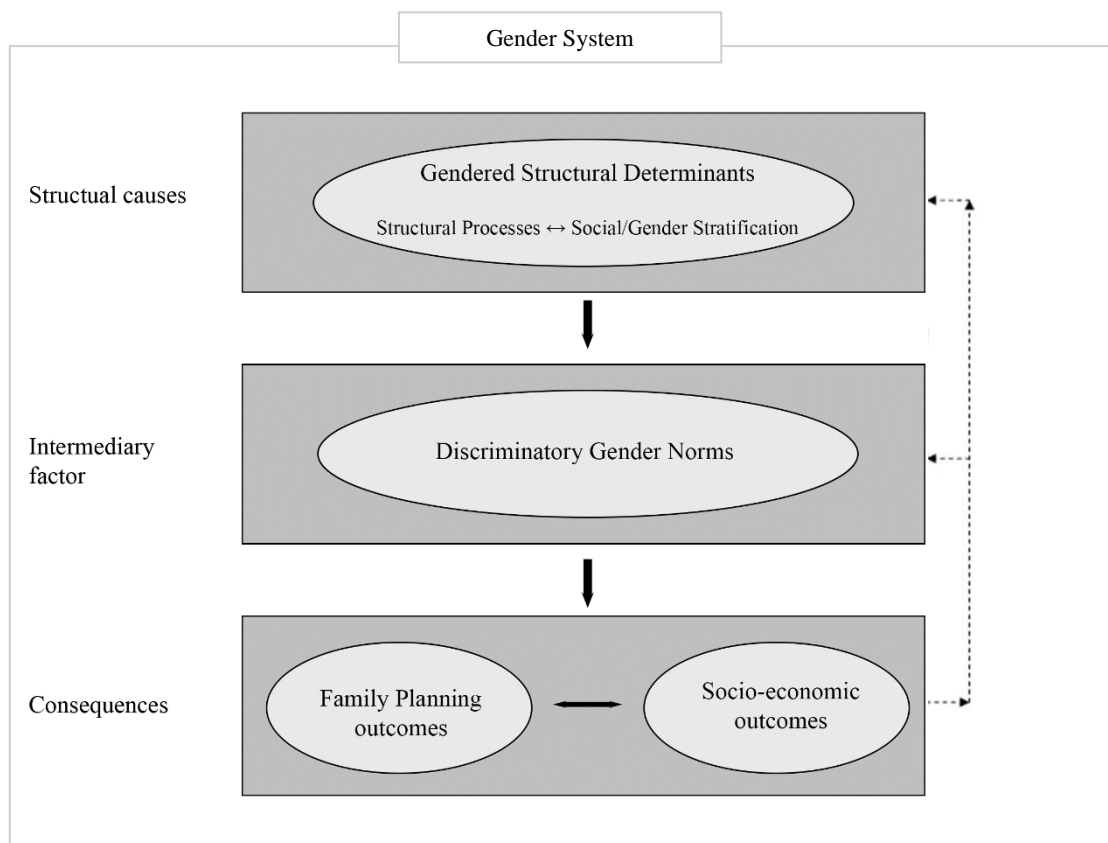 Gender System
Structual causes
Gendered Structural Determinants
Structural Processes ↔ Social/Gender Stratification
Intermediary
factor
Discriminatory Gender Norms
Consequences
Family Planning
outcomes
Socio-economic
outcomes